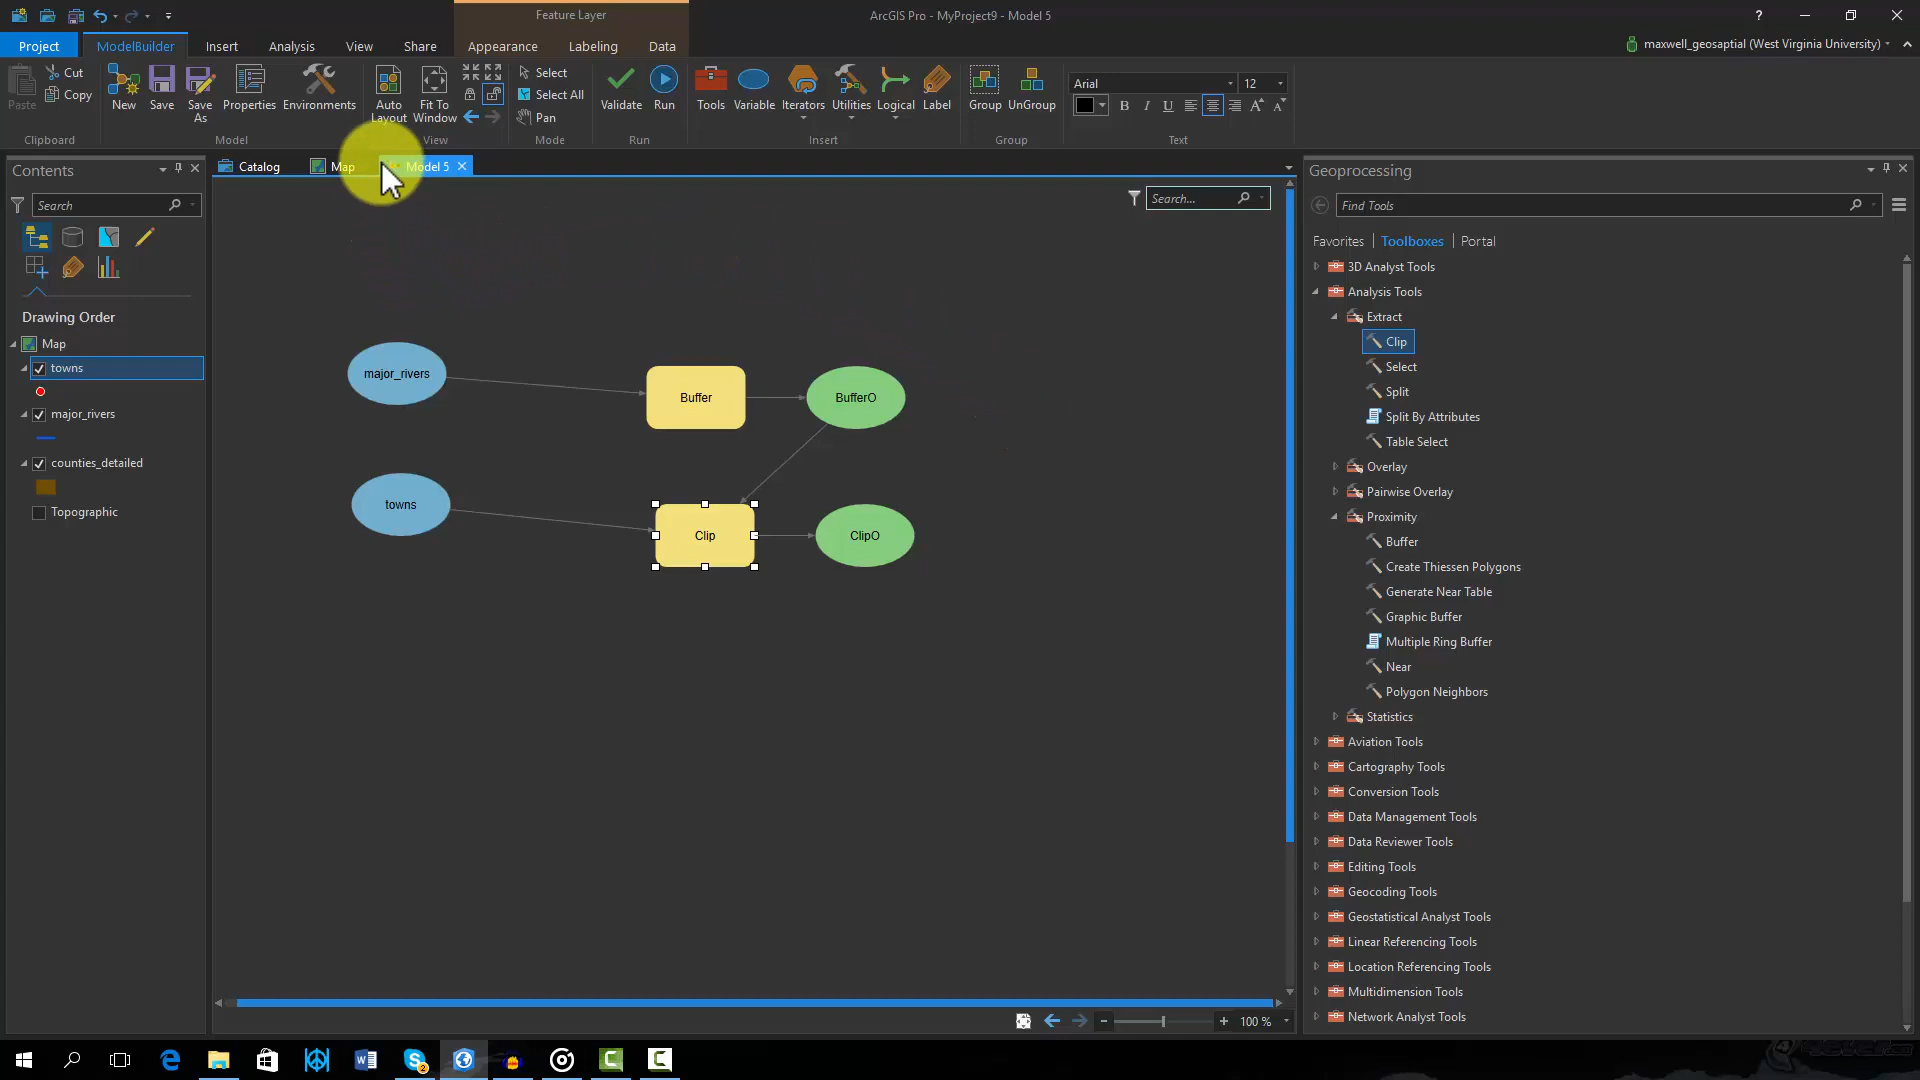 Feature Layer
ArcGIS Pro - MyProject9 - Model 5
?
Project
ModelBuilder
Insert
Analysis
View
Share
Appearance
Labeling
Data
maxwell_geosaptial (West Virginia University)
Paste
Cut
Copy
Clipboard
New
Save
Save As
Properties
Environments
Model
Auto Layout
Fit To Window
View
Select
Select All
Pan
Mode
Validate
Run
Run
Tools
Variable
Iterators
Utilities
Logical
Label
Insert
Group
UnGroup
Group
Arial
12
B I U
A A
Text
Contents
Search
Drawing Order
Map
towns
major_rivers
counties_detailed
Topographic
Catalog
Map
Model 5
Search...
major_rivers
Buffer
BufferO
towns
Clip
ClipO
100 %
Geoprocessing
Find Tools
Favorites
Toolboxes
Portal
3D Analyst Tools
Analysis Tools
Extract
Clip
Select
Split
Split By Attributes
Table Select
Overlay
Pairwise Overlay
Proximity
Buffer
Create Thiessen Polygons
Generate Near Table
Graphic Buffer
Multiple Ring Buffer
Near
Polygon Neighbors
Statistics
Aviation Tools
Cartography Tools
Conversion Tools
Data Management Tools
Data Reviewer Tools
Editing Tools
Geocoding Tools
Geostatistical Analyst Tools
Linear Referencing Tools
Location Referencing Tools
Multidimension Tools
Network Analyst Tools